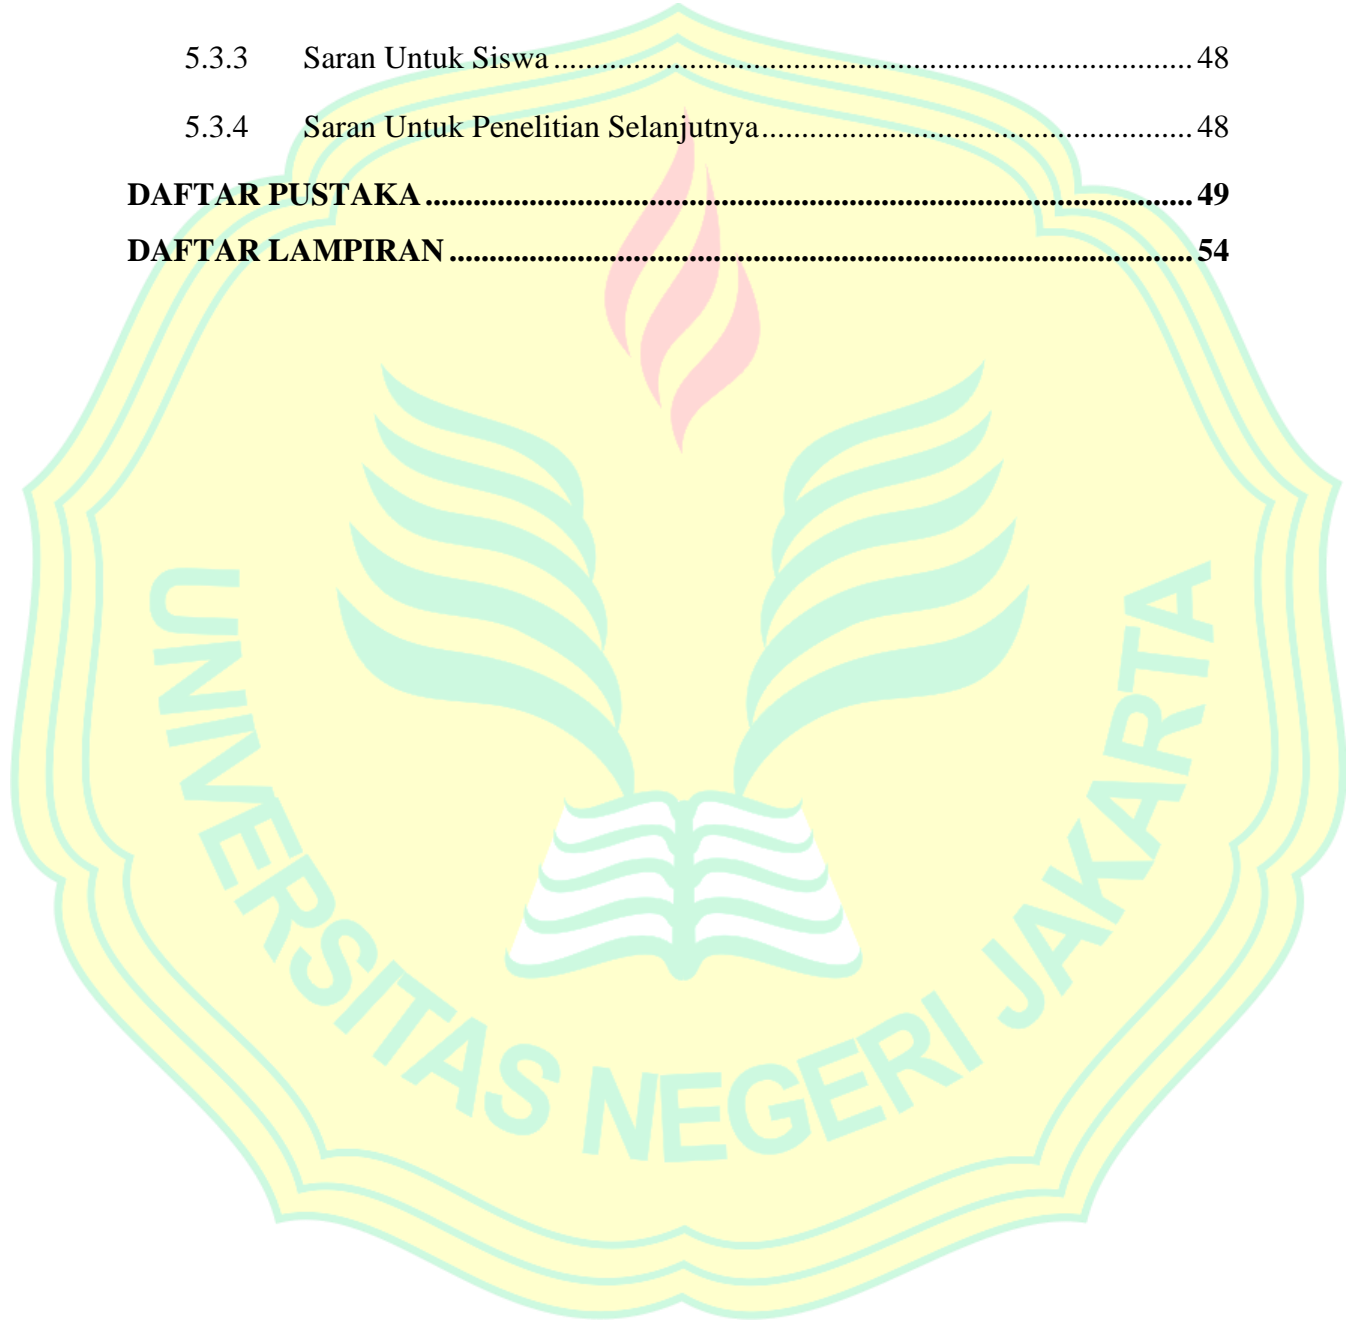 5.3.3 Saran Untuk Siswa ................................................................................ 48
5.3.4 Saran Untuk Penelitian Selanjutnya...................................................... 48
DAFTAR PUSTAKA ................................................................................................ 49
DAFTAR LAMPIRAN ............................................................................................. 54
UNIVERSITAS NEGERI JAKARTA